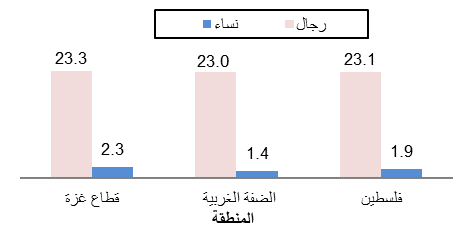 رجال نساء
23.1 23.0 23.3
1.9 1.4 2.3
فلسطين الضفة الغربية قطاع غزة
المنطقة